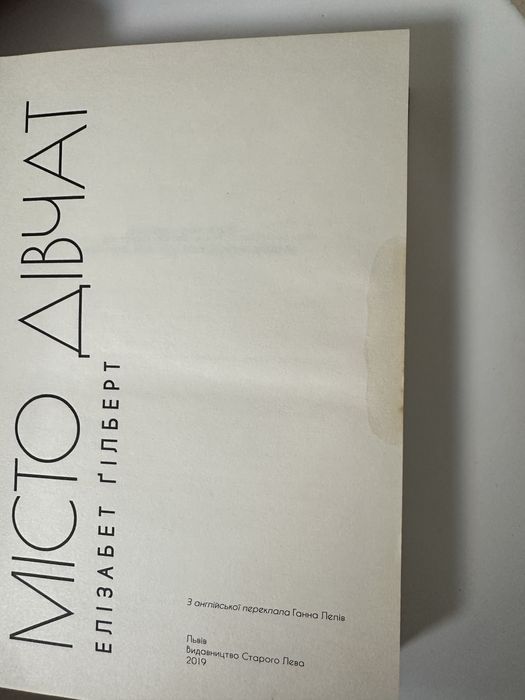 МІСТО ДІВЧАТ
ЕЛІЗАБЕТ ҐІЛБЕРТ
З англійської переклала Ганна Лелів
Львів
Видавництво Старого Лева
2019